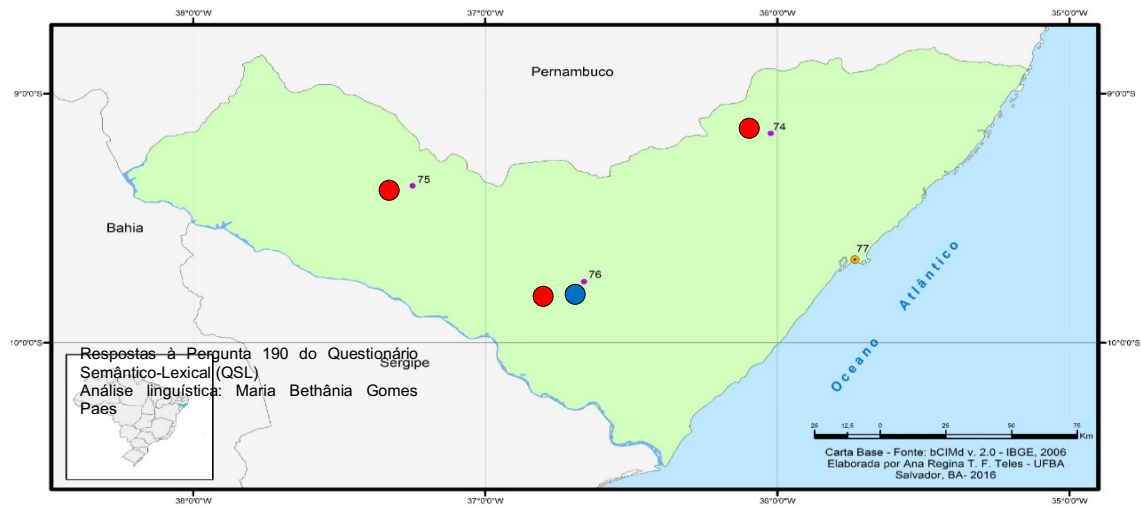 38°0'0"W 37°0'0"W 36°0'0"W 35°0'0"W
Pernambuco
9°0'0"S 9°0'0"S
74
75
Bahia
77
76
Oceano Atlântico
10°0'0"S 10°0'0"S
Respostas à Pergunta 190 do Questionário
Sergipe
Semântico-Lexical (QSL)
Análise linguística: Maria Bethânia Gomes
Paes
25 12,5 0 25 50 75
Km
Carta Base - Fonte: bCIMd v. 2.0 - IBGE, 2006
Elaborada por Ana Regina T. F. Teles - UFBA
Salvador, BA- 2016
38°0'0"W 37°0'0"W 36°0'0"W 35°0'0"W